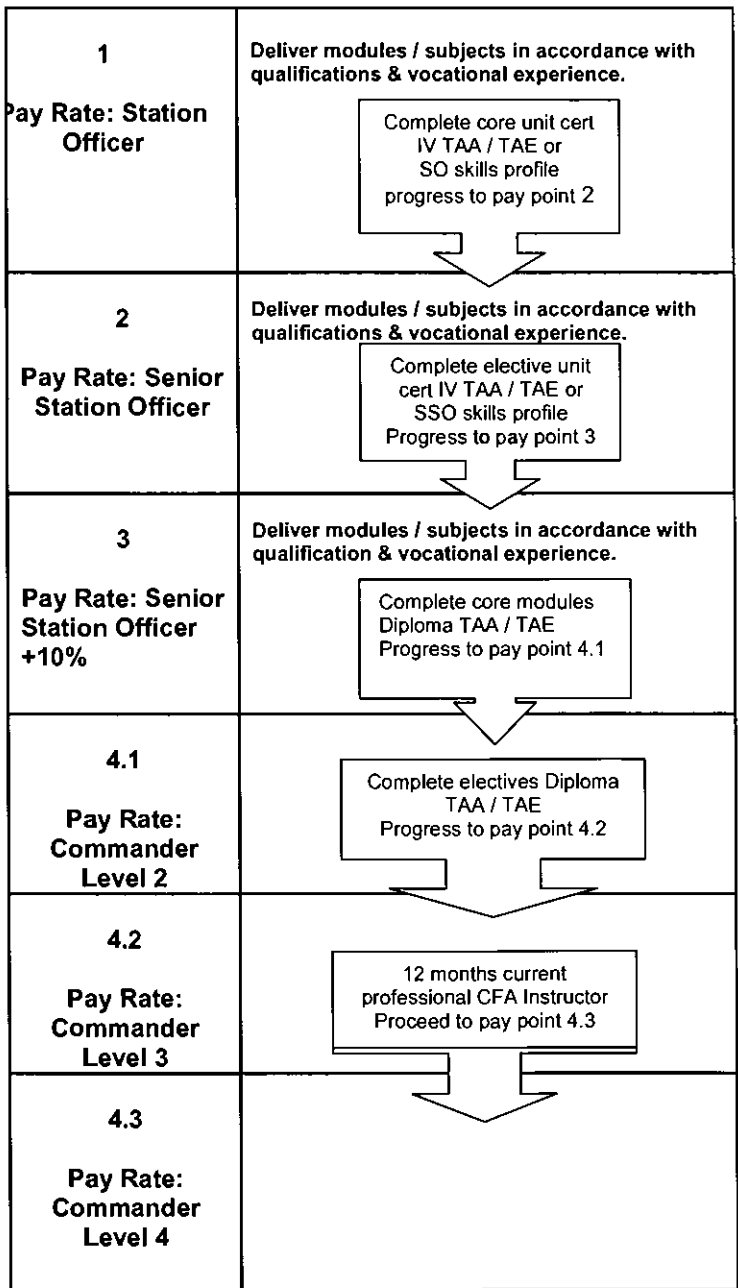 1
Pay Rate: Station
Officer
Deliver modules / subjects in accordance with
qualifications & vocational experience.
Complete core unit cert
IV TAA / TAE or
SO skills profile
progress to pay point 2
2
Pay Rate: Senior
Station Officer
Deliver modules / subjects in accordance with
qualifications & vocational experience.
Complete elective unit
cert IV TAA / TAE or
SSO skills profile
Progress to pay point 3
3
Pay Rate: Senior
Station Officer
+10%
Deliver modules / subjects in accordance with
qualification & vocational experience.
Complete core modules
Diploma TAA / TAE
Progress to pay point 4.1
4.1
Pay Rate:
Commander
Level 2
Complete electives Diploma
TAA / TAE
Progress to pay point 4.2
4.2
Pay Rate:
Commander
Level 3
12 months current
professional CFA Instructor
Proceed to pay point 4.3
4.3
Pay Rate:
Commander
Level 4